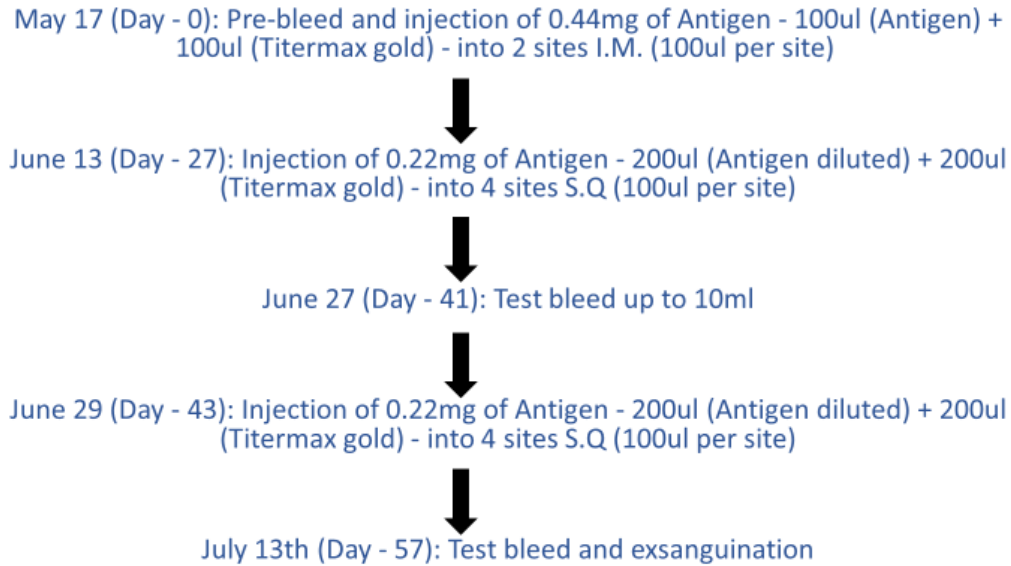 May 17 (Day - 0): Pre-bleed and injection of 0.44mg of Antigen - 100ul (Antigen) +
100ul (Titermax gold) - into 2 sites I.M. (100ul per site)
June 13 (Day - 27): Injection of 0.22mg of Antigen - 200ul (Antigen diluted) + 200ul
(Titermax gold) - into 4 sites S.Q (100ul per site)
June 27 (Day - 41): Test bleed up to 10ml
June 29 (Day - 43): Injection of 0.22mg of Antigen - 200ul (Antigen diluted) + 200ul
(Titermax gold) - into 4 sites S.Q (100ul per site)
July 13th (Day - 57): Test bleed and exsanguination